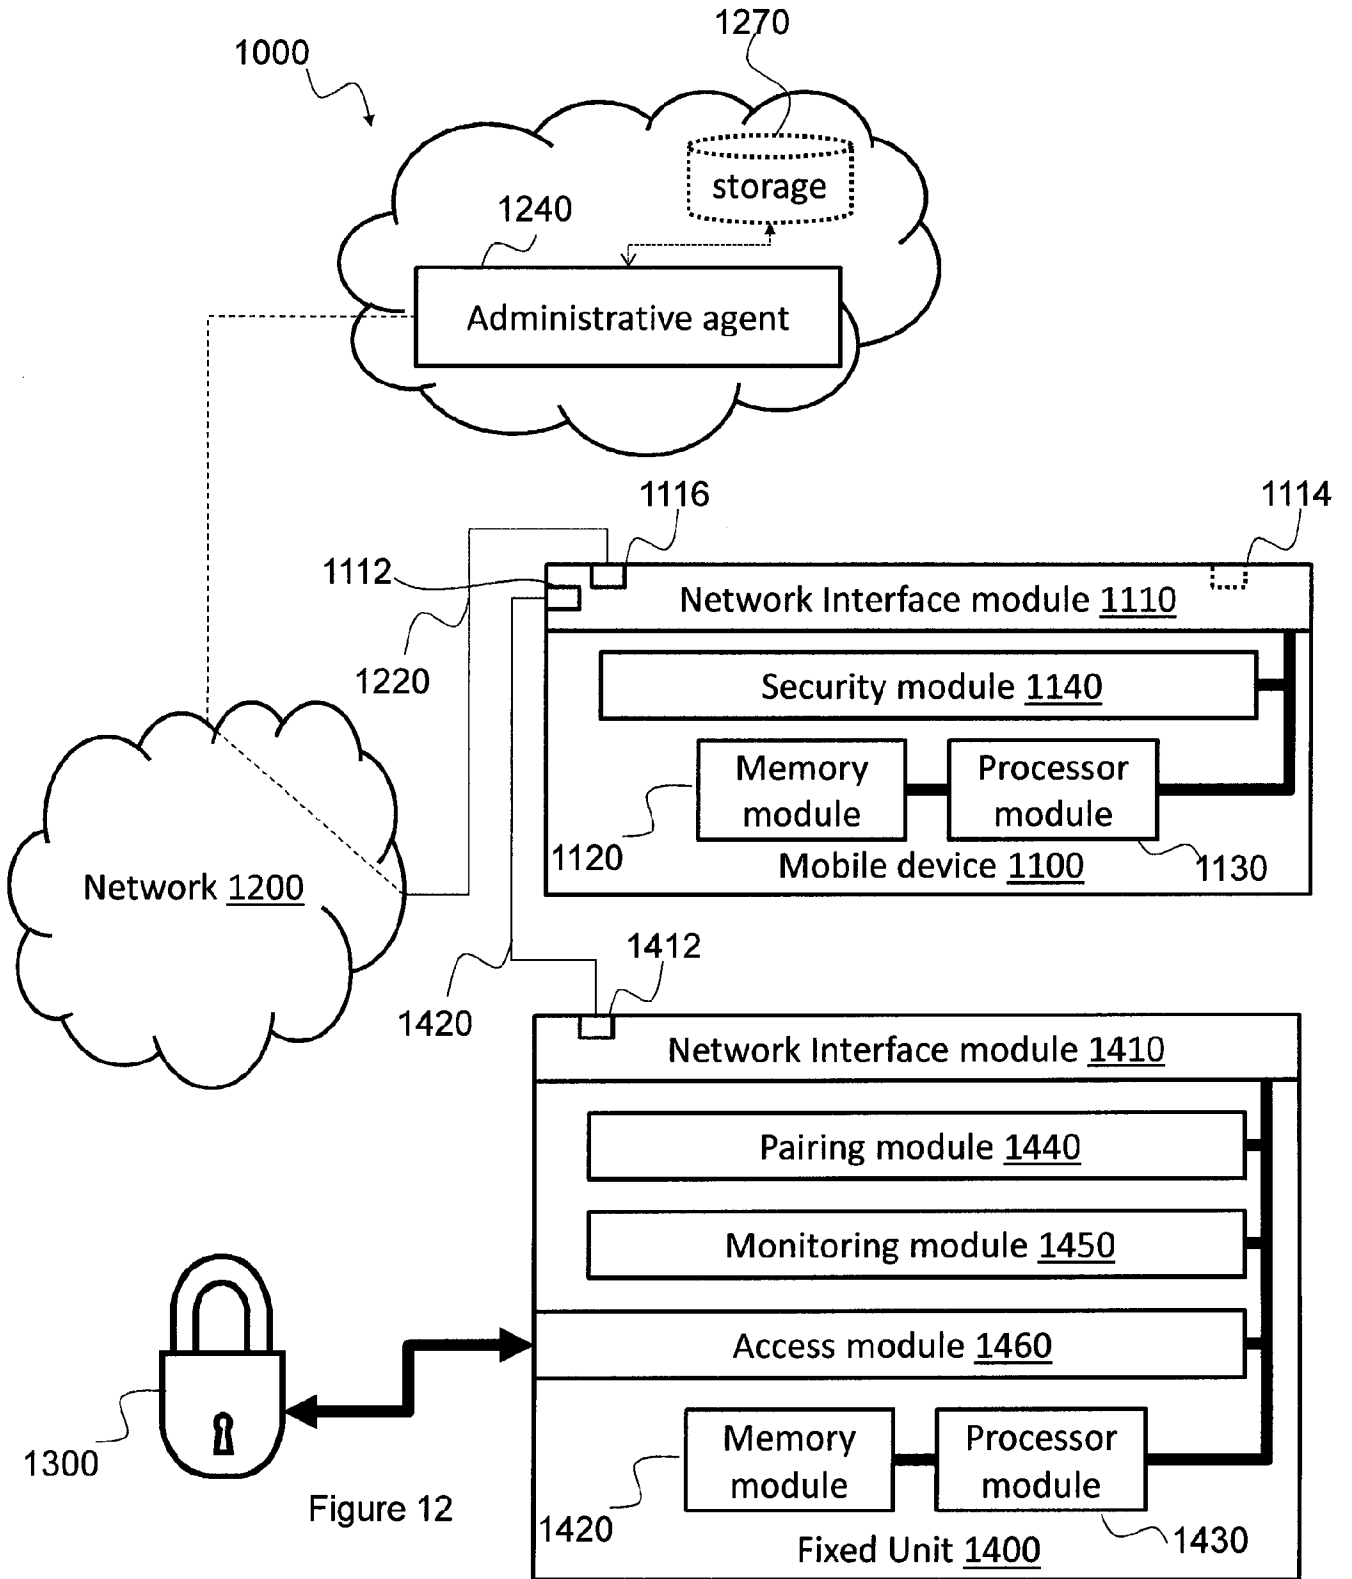 1270
1000
storage
1240
Administrative agent
1116
1114
1112
Network Interface module 1110
1220
Security module 1140
Memory module
Processor module
1120
Mobile device 1100
1130
Network 1200
1412
1420
Network Interface module 1410
Pairing module 1440
Monitoring module 1450
Access module 1460
1300
Memory module
Processor module
Figure 12
1420
1430
Fixed Unit 1400